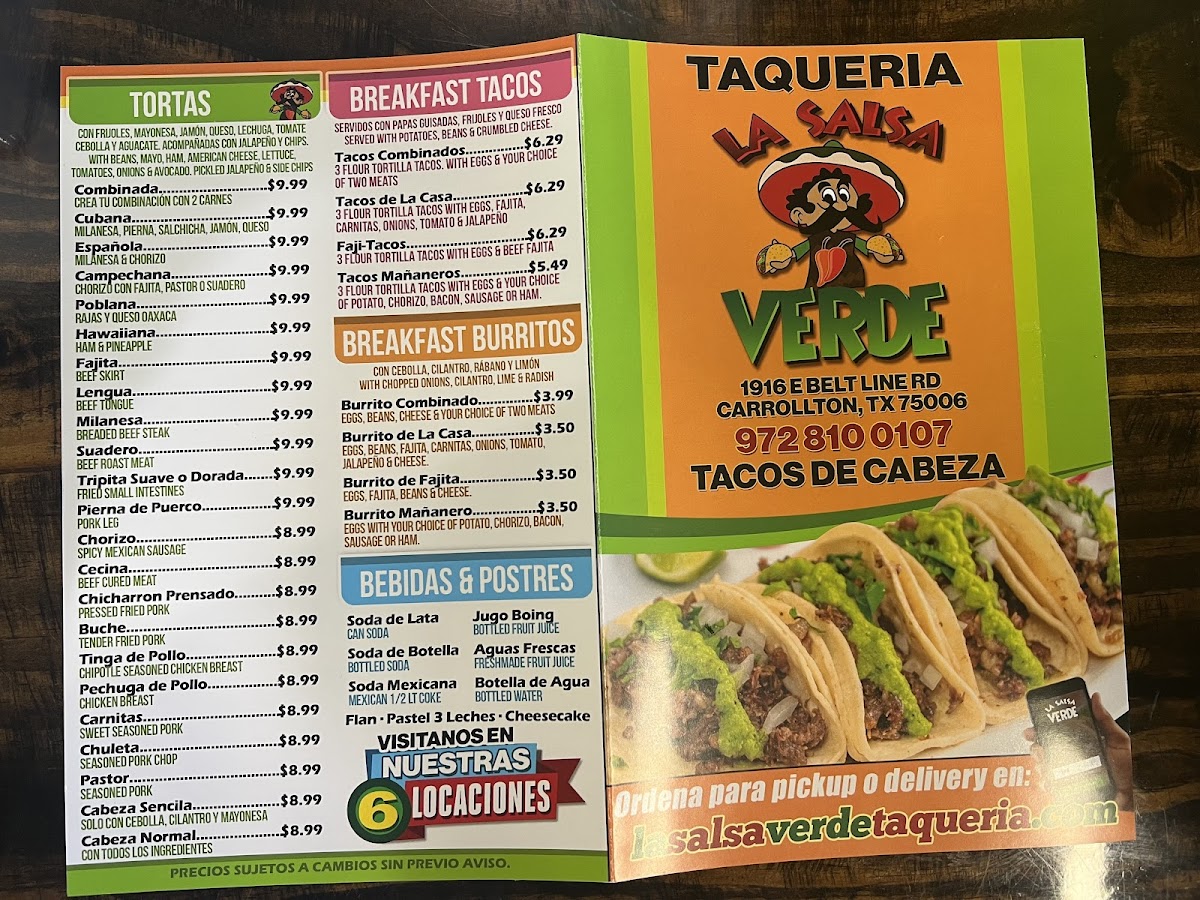 TORTAS
CON FRIJOLES, MAYONESA, JAMÓN, QUESO, LECHUGA, TOMATE
CEBOLLA Y AGUACATE. ACOMPAÑADAS CON JALAPEÑO Y CHIPS.
WITH BEANS, MAYO, HAM, AMERICAN CHEESE, LETTUCE,
TOMATOES, ONIONS & AVOCADO. PICKLED JALAPEÑO & SIDE CHIPS
Combinada.........................$9.99
CREA TU COMBINACIÓN CON 2 CARNES
Cubana..............................$9.99
MILANESA, PIERNA, SALCHICHA, JAMÓN, QUESO
Española...........................$9.99
MILANESA & CHORIZO
Campechana.....................$9.99
CHORIZO CON FAJITA, PASTOR O SUADERO
Poblana.............................$9.99
RAJAS Y QUESO OAXACA
Hawaiiana.........................$9.99
HAM & PINEAPPLE
Fajita.................................$9.99
BEEF SKIRT
Lengua..............................$9.99
BEEF TONGUE
Milanesa...........................$9.99
BREADED BEEF STEAK
Suadero............................$9.99
BEEF ROAST MEAT
Tripita Suave o Dorada......$9.99
FRIED SMALL INTESTINES
Pierna de Puerco...............$9.99
PORK LEG
Chorizo.............................$8.99
SPICY MEXICAN SAUSAGE
Cecina...............................$8.99
BEEF CURED MEAT
Chicharron Prensado........$8.99
PRESSED FRIED PORK
Buche................................$8.99
TENDER FRIED PORK
Tinga de Pollo...................$8.99
CHIPOTLE SEASONED CHICKEN BREAST
Pechuga de Pollo..............$8.99
CHICKEN BREAST
Carnitas............................$8.99
SWEET SEASONED PORK
Chuleta.............................$8.99
SEASONED PORK CHOP
Pastor...............................$8.99
SEASONED PORK
Cabeza Sencila..................$8.99
SOLO CON CEBOLLA, CILANTRO Y MAYONESA
Cabeza Normal..................$8.99
CON TODOS LOS INGREDIENTES
PRECIOS SUJETOS A CAMBIOS SIN PREVIO AVISO.
BREAKFAST TACOS
SERVIDOS CON PAPAS GUISADAS, FRIJOLES Y QUESO FRESCO
SERVED WITH POTATOES, BEANS & CRUMBLED CHEESE.
Tacos Combinados............$6.29
3 FLOUR TORTILLA TACOS. WITH EGGS & YOUR CHOICE
OF TWO MEATS
Tacos de La Casa..............$6.29
3 FLOUR TORTILLA TACOS WITH EGGS, FAJITA,
CARNITAS, ONIONS, TOMATO & JALAPEÑO
Faji-Tacos.........................$6.29
3 FLOUR TORTILLA TACOS WITH EGGS & BEEF FAJITA
Tacos Mañaneros..............$5.49
3 FLOUR TORTILLA TACOS WITH EGGS & YOUR CHOICE
OF POTATO, CHORIZO, BACON, SAUSAGE OR HAM.
BREAKFAST BURRITOS
CON CEBOLLA, CILANTRO, RÁBANO Y LIMÓN
WITH CHOPPED ONIONS, CILANTRO, LIME & RADISH
Burrito Combinado...........$3.99
EGGS, BEANS, CHEESE & YOUR CHOICE OF TWO MEATS
Burrito de La Casa............$3.50
EGGS, BEANS, FAJITA, CARNITAS, ONIONS, TOMATO,
JALAPEÑO & CHEESE.
Burrito de Fajita...............$3.50
EGGS, FAJITA, BEANS & CHEESE.
Burrito Mañanero.............$3.50
EGGS WITH YOUR CHOICE OF POTATO, CHORIZO, BACON,
SAUSAGE OR HAM.
BEBIDAS & POSTRES
Soda de Lata
CAN SODA
Soda de Botella
BOTTLED SODA
Soda Mexicana
MEXICAN 1/2 LT COKE
Jugo Boing
BOTTLED FRUIT JUICE
Aguas Frescas
FRESHMADE FRUIT JUICE
Botella de Agua
BOTTLED WATER
Flan · Pastel 3 Leches · Cheesecake
VISITANOS EN
NUESTRAS
6 LOCACIONES
TAQUERIA
LA SALSA
VERDE
1916 E BELT LINE RD
CARROLLTON, TX 75006
972 810 0107
TACOS DE CABEZA
LA SALSA
VERDE
Ordena para pickup o delivery en:
lasalsaverdetaqueria.com